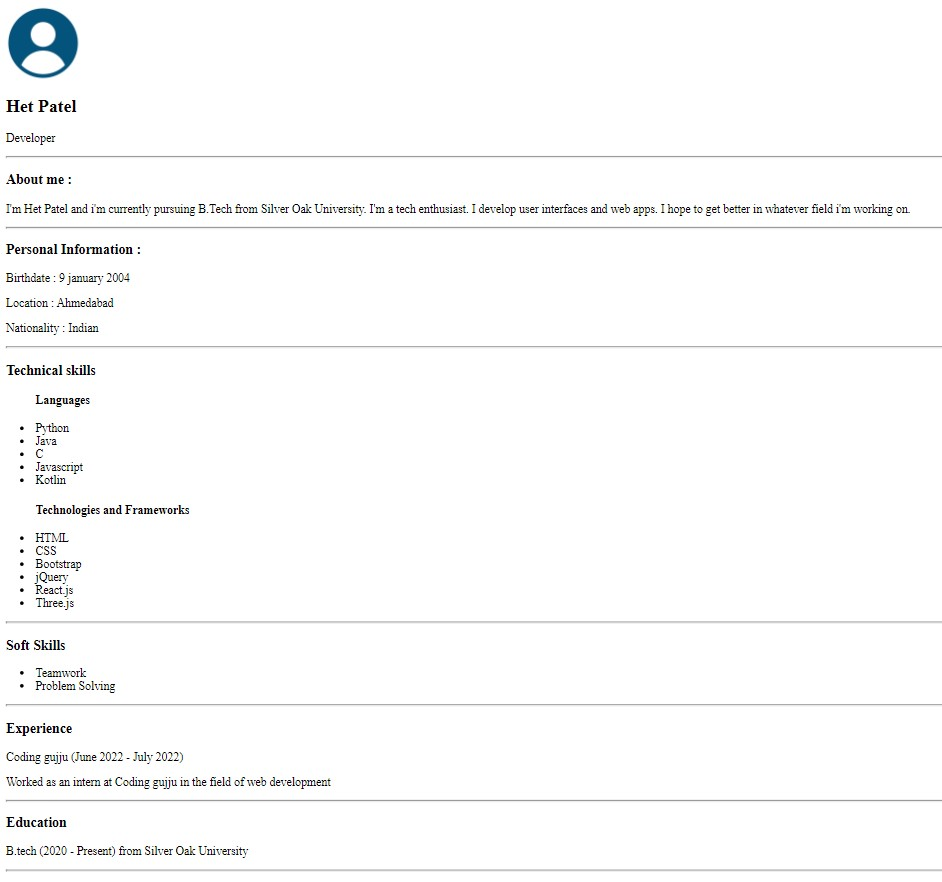 Het Patel
Developer
About me :
I'm Het Patel and i'm currently pursuing B.Tech from Silver Oak University. I'm a tech enthusiast. I develop user interfaces and web apps. I hope to get better in whatever field i'm working on.
Personal Information :
Birthdate : 9 january 2004
Location : Ahmedabad
Nationality : Indian
Technical skills
Languages
• Python
• Java
• C
• Javascript
• Kotlin
Technologies and Frameworks
• HTML
• CSS
• Bootstrap
• jQuery
• React.js
• Three.js
Soft Skills
• Teamwork
• Problem Solving
Experience
Coding gujju (June 2022 - July 2022)
Worked as an intern at Coding gujju in the field of web development
Education
B.tech (2020 - Present) from Silver Oak University